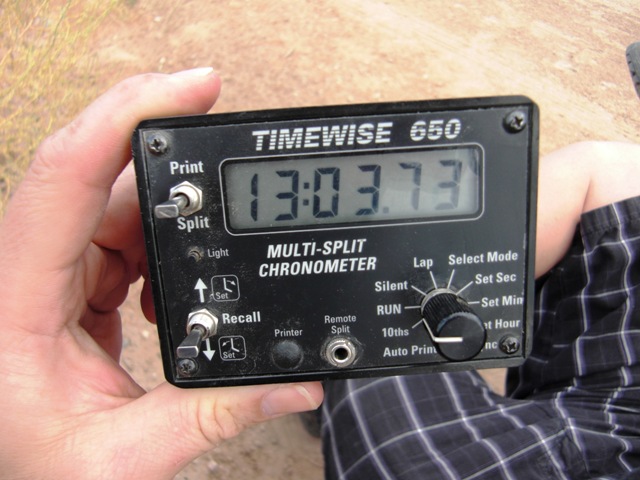 TIMEWISE 650
13:03.73
Print
Split
Light
MULTI-SPLIT
CHRONOMETER
Set
Recall
Set
Printer
Remote
Split
Lap
Select Mode
Silent
Set Sec
RUN
Set Min
10ths
Hour
Auto